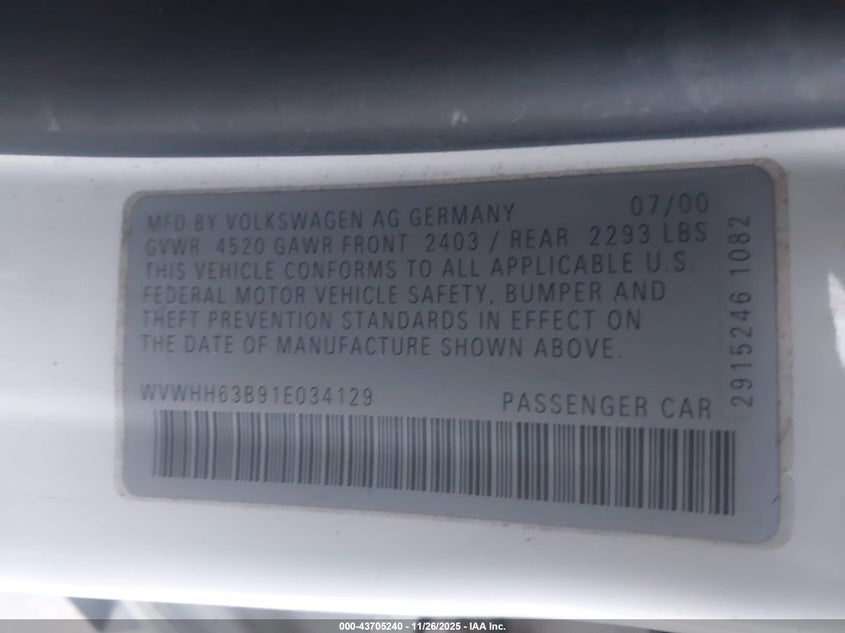 MFD BY VOLKSWAGEN AG GERMANY 07/00
GVWR 4520 GAWR FRONT 2403 / REAR 2293 LBS
THIS VEHICLE CONFORMS TO ALL APPLICABLE U.S.
FEDERAL MOTOR VEHICLE SAFETY, BUMPER AND
THEFT PREVENTION STANDARDS IN EFFECT ON
THE DATE OF MANUFACTURE SHOWN ABOVE.
WVWHH63B91E034129 PASSENGER CAR
2915246 1082
000-43705240 - 11/26/2025 - IAA Inc.